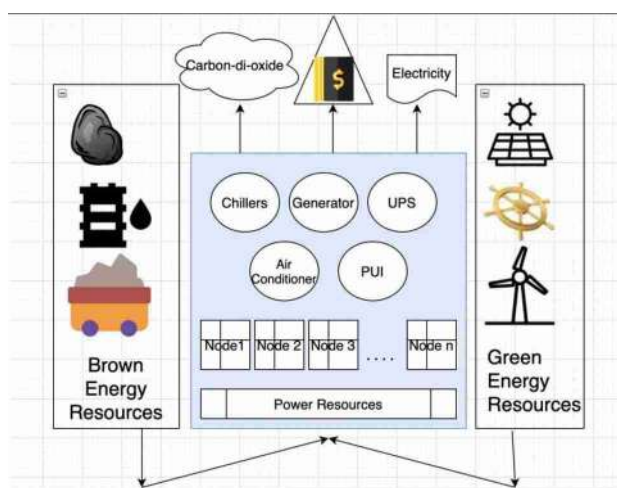 Carbon-di-oxide
$
Electricity
Chillers
Generator
UPS
Air
Conditioner
PUI
Node1
Node 2
Node 3
....
Node n
Power Resources
Brown
Energy
Resources
Green
Energy
Resources